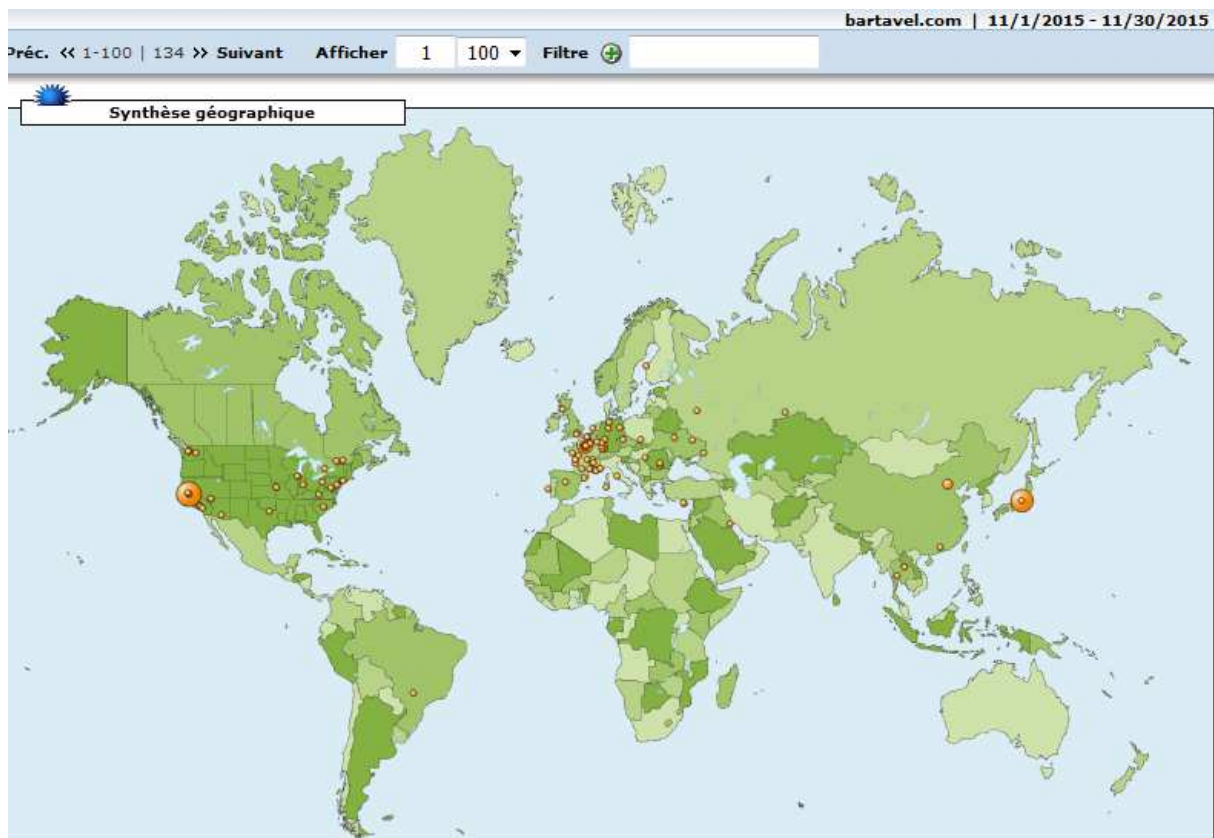 bartavel.com | 11/1/2015 - 11/30/2015
Préc. << 1-100 | 134 >> Suivant Afficher 1 100 Filtre
Synthèse géographique